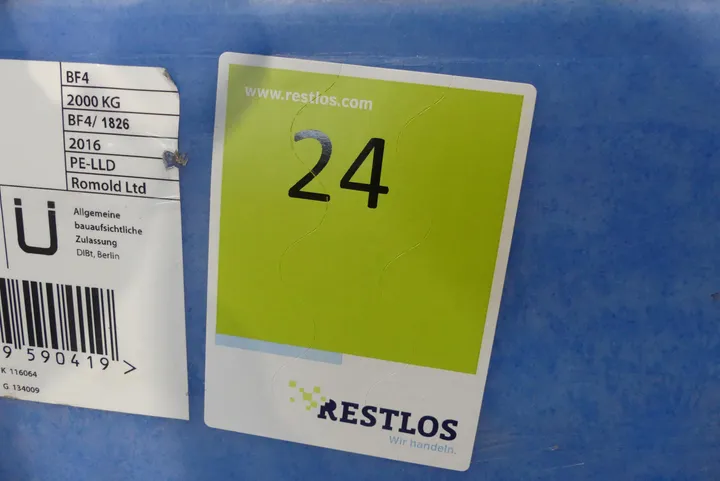 BF4
2000 KG
BF4/ 1826
2016
PE-LLD
Romold Ltd
Ü
Allgemeine
bauaufsichtliche
Zulassung
DIBt, Berlin
9 590419 >
K 116064
G 134009
www.restlos.com
24
RESTLOS
Wir handeln.